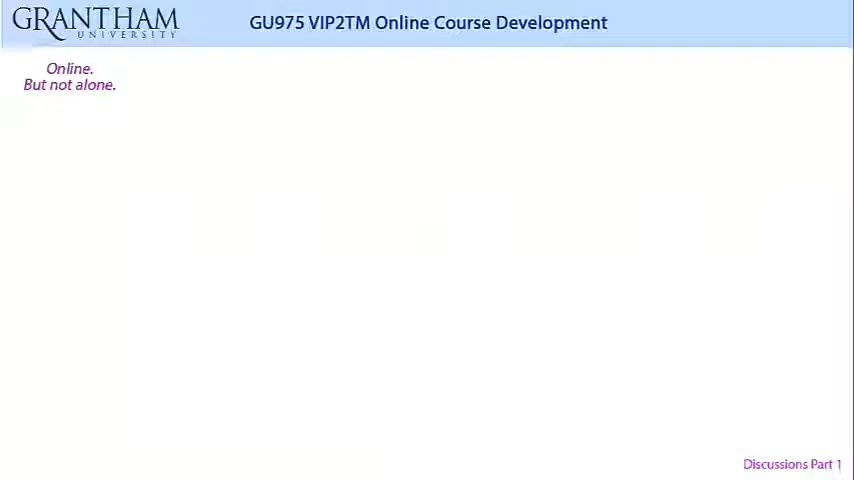 GRANTHAM
UNIVERSITY
GU975 VIP2TM Online Course Development
Online.
But not alone.
Discussions Part 1